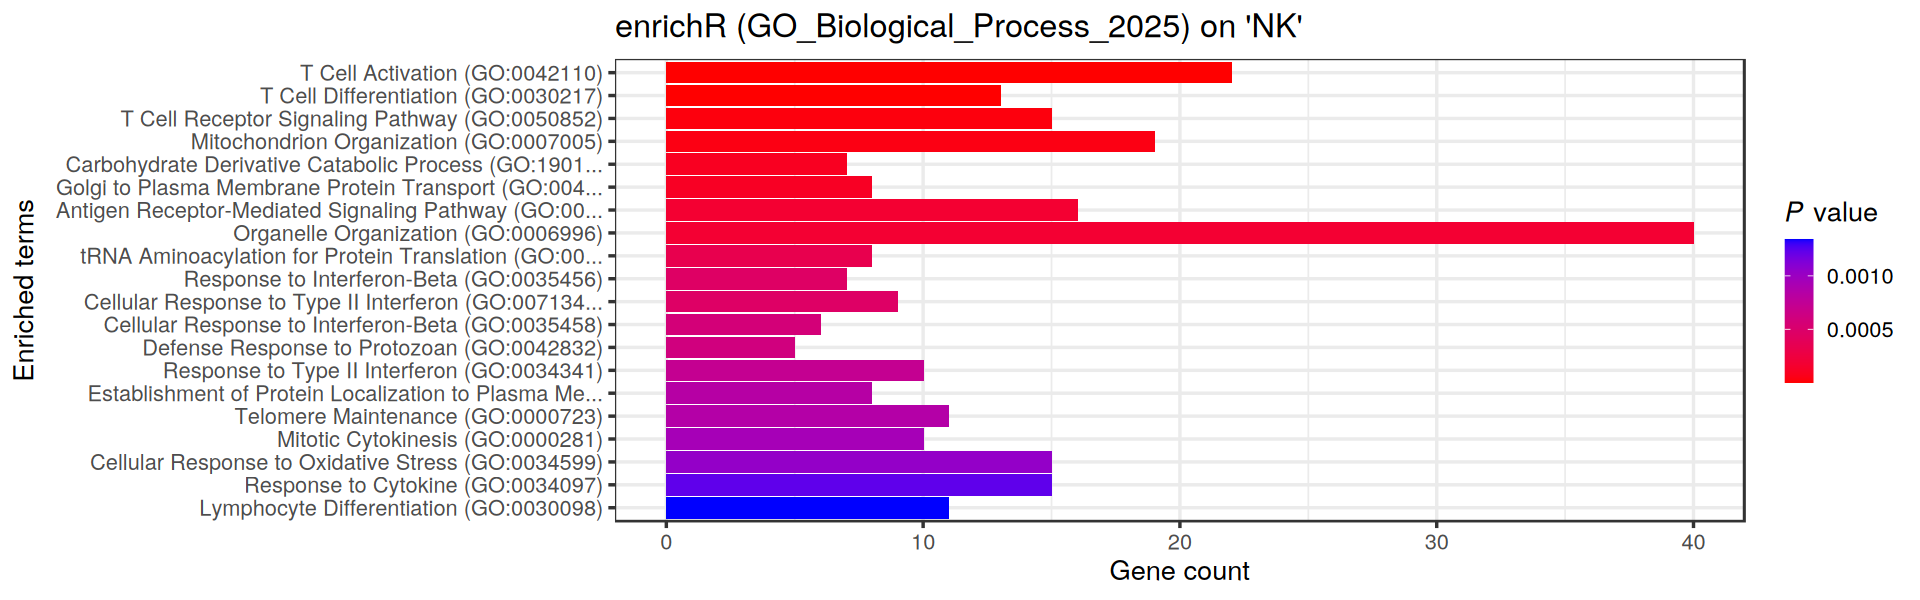 enrichR (GO_Biological_Process_2025) on 'NK'
T Cell Activation (GO:0042110)
T Cell Differentiation (GO:0030217)
T Cell Receptor Signaling Pathway (GO:0050852)
Mitochondrion Organization (GO:0007005)
Carbohydrate Derivative Catabolic Process (GO:1901...
Golgi to Plasma Membrane Protein Transport (GO:004...
Antigen Receptor-Mediated Signaling Pathway (GO:00...
Organelle Organization (GO:0006996)
tRNA Aminoacylation for Protein Translation (GO:00...
Response to Interferon-Beta (GO:0035456)
Cellular Response to Type II Interferon (GO:007134...
Cellular Response to Interferon-Beta (GO:0035458)
Defense Response to Protozoan (GO:0042832)
Response to Type II Interferon (GO:0034341)
Establishment of Protein Localization to Plasma Me...
Telomere Maintenance (GO:0000723)
Mitotic Cytokinesis (GO:0000281)
Cellular Response to Oxidative Stress (GO:0034599)
Response to Cytokine (GO:0034097)
Lymphocyte Differentiation (GO:0030098)
Enriched terms
0 10 20 30 40
Gene count
P value
0.0010
0.0005